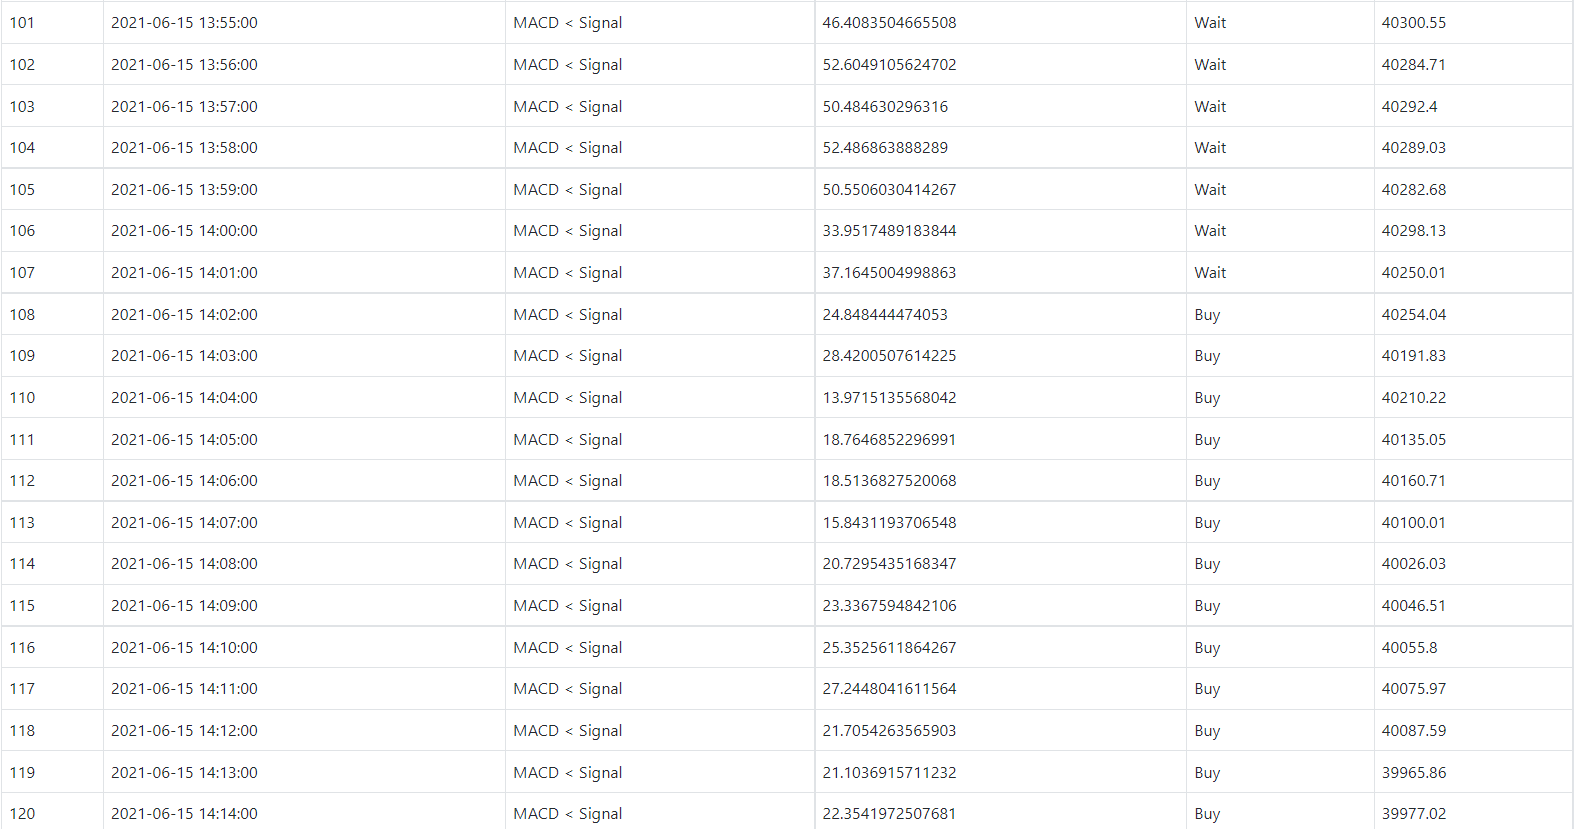 101 2021-06-15 13:55:00 MACD < Signal 46.4083504665508 Wait 40300.55
102 2021-06-15 13:56:00 MACD < Signal 52.6049105624702 Wait 40284.71
103 2021-06-15 13:57:00 MACD < Signal 50.484630296316 Wait 40292.4
104 2021-06-15 13:58:00 MACD < Signal 52.486863888289 Wait 40289.03
105 2021-06-15 13:59:00 MACD < Signal 50.5506030414267 Wait 40282.68
106 2021-06-15 14:00:00 MACD < Signal 33.9517489183844 Wait 40298.13
107 2021-06-15 14:01:00 MACD < Signal 37.1645004998863 Wait 40250.01
108 2021-06-15 14:02:00 MACD < Signal 24.848444474053 Buy 40254.04
109 2021-06-15 14:03:00 MACD < Signal 28.4200507614225 Buy 40191.83
110 2021-06-15 14:04:00 MACD < Signal 13.9715135568042 Buy 40210.22
111 2021-06-15 14:05:00 MACD < Signal 18.7646852296991 Buy 40135.05
112 2021-06-15 14:06:00 MACD < Signal 18.5136827520068 Buy 40160.71
113 2021-06-15 14:07:00 MACD < Signal 15.8431193706548 Buy 40100.01
114 2021-06-15 14:08:00 MACD < Signal 20.7295435168347 Buy 40026.03
115 2021-06-15 14:09:00 MACD < Signal 23.3367594842106 Buy 40046.51
116 2021-06-15 14:10:00 MACD < Signal 25.3525611864267 Buy 40055.8
117 2021-06-15 14:11:00 MACD < Signal 27.2448041611564 Buy 40075.97
118 2021-06-15 14:12:00 MACD < Signal 21.7054263565903 Buy 40087.59
119 2021-06-15 14:13:00 MACD < Signal 21.1036915711232 Buy 39965.86
120 2021-06-15 14:14:00 MACD < Signal 22.3541972507681 Buy 39977.02